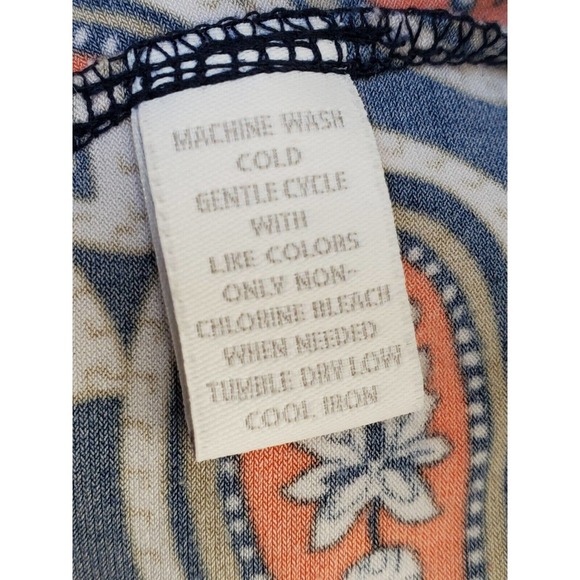 MACHINE WASH
COLD
GENTLE CYCLE
WITH
LIKE COLORS
ONLY NON-
CHLORINE BLEACH
WHEN NEEDED
TUMBLE DRY LOW
COOL IRON